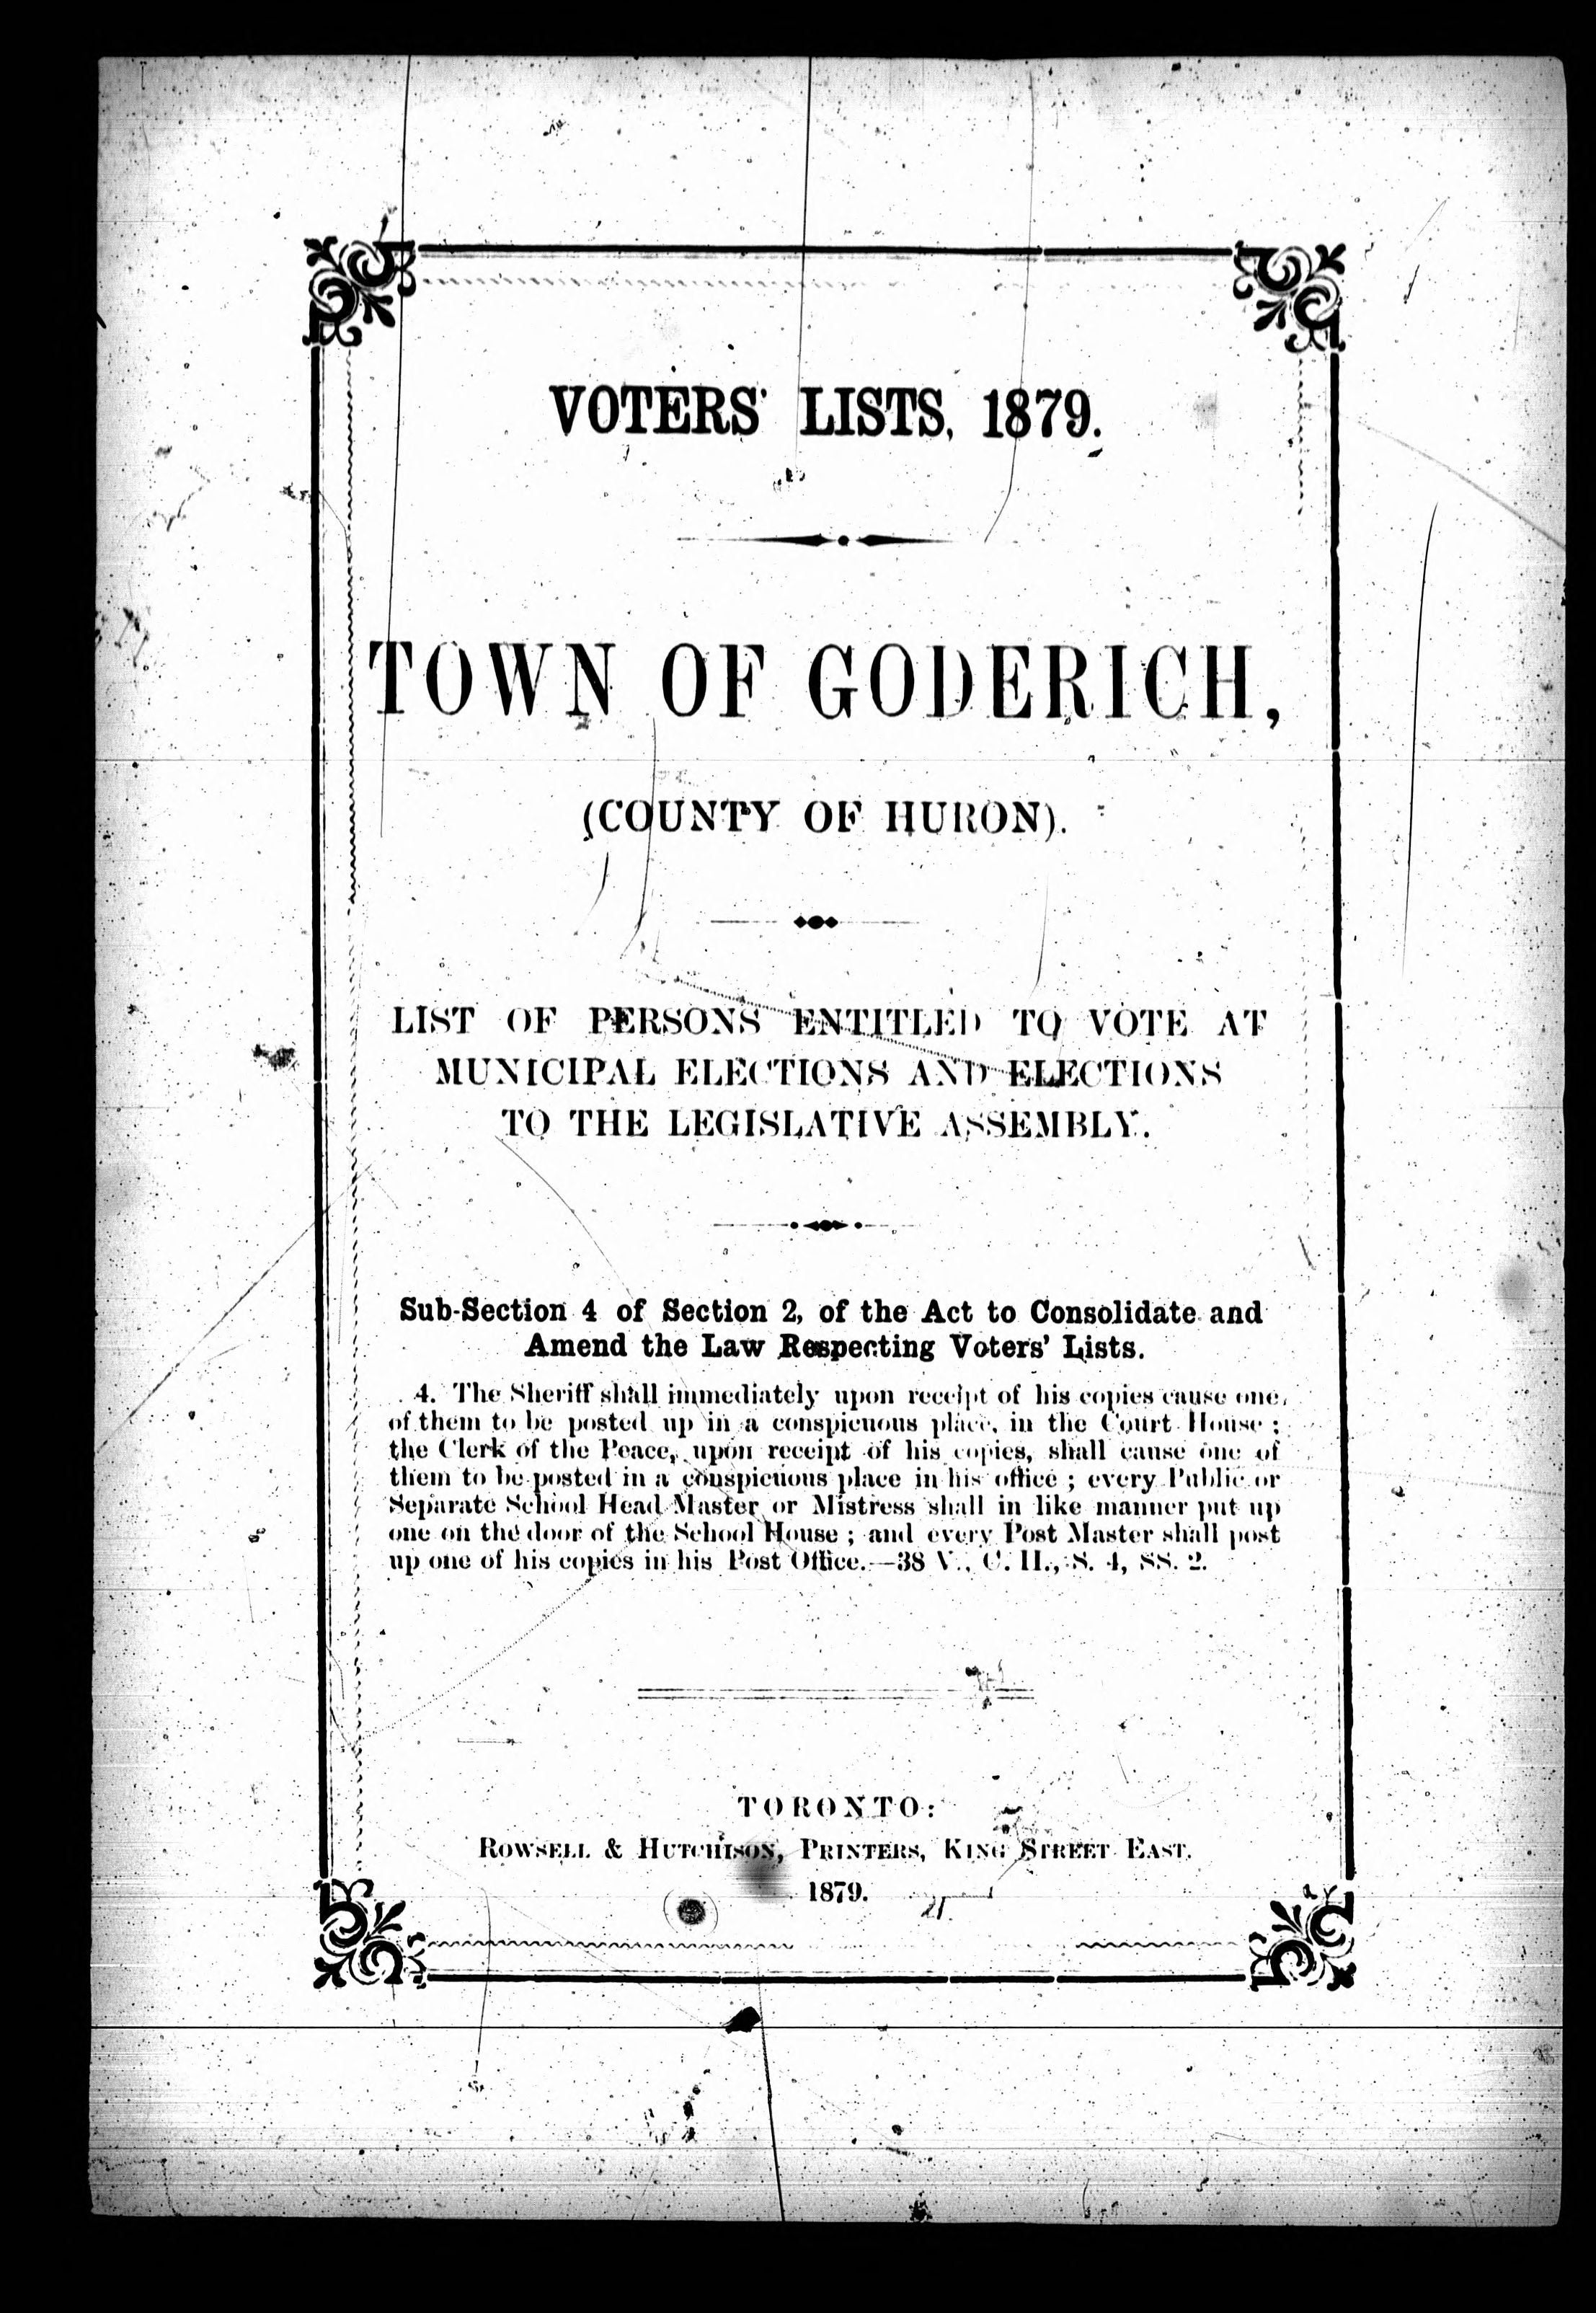 VOTERS' LISTS, 1879.
TOWN OF GODERICH,
(COUNTY OF HURON).
LIST OF PERSONS ENTITLED TO VOTE AT
MUNICIPAL ELECTIONS AND ELECTIONS
TO THE LEGISLATIVE ASSEMBLY.
Sub-Section 4 of Section 2, of the Act to Consolidate and
Amend the Law Respecting Voters' Lists.
4. The Sheriff shall immediately upon receipt of his copies cause one
of them to be posted up in a conspicuous place, in the Court House ;
the Clerk of the Peace, upon receipt of his copies, shall cause one of
them to be posted in a conspicuous place in his office ; every Public or
Separate School Head Master or Mistress shall in like manner put up
one on the door of the School House ; and every Post Master shall post
up one of his copies in his Post Office.—38 V., C. II., S. 4, SS. 2.
TORONTO:
ROWSELL & HUTCHISON, PRINTERS, KING STREET EAST.
1879.